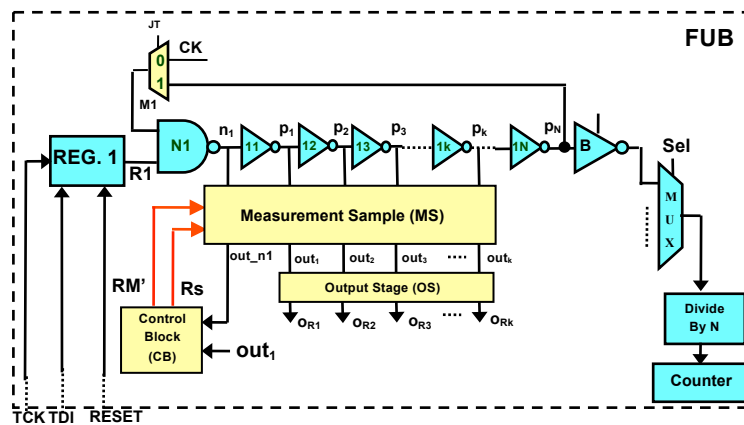 FUB
JT
0
CK
1
M1
N1
n1
11
p1
12
p2
13
p3
1k
pk
1N
pN
B
REG. 1
R1
Sel
M
U
X
Measurement Sample (MS)
out_n1
out1
out2
out3
....
outk
RM’
Rs
Output Stage (OS)
oR1
oR2
oR3
....
oRk
Control
Block
(CB)
out1
Divide
By N
Counter
TCK
TDI
RESET